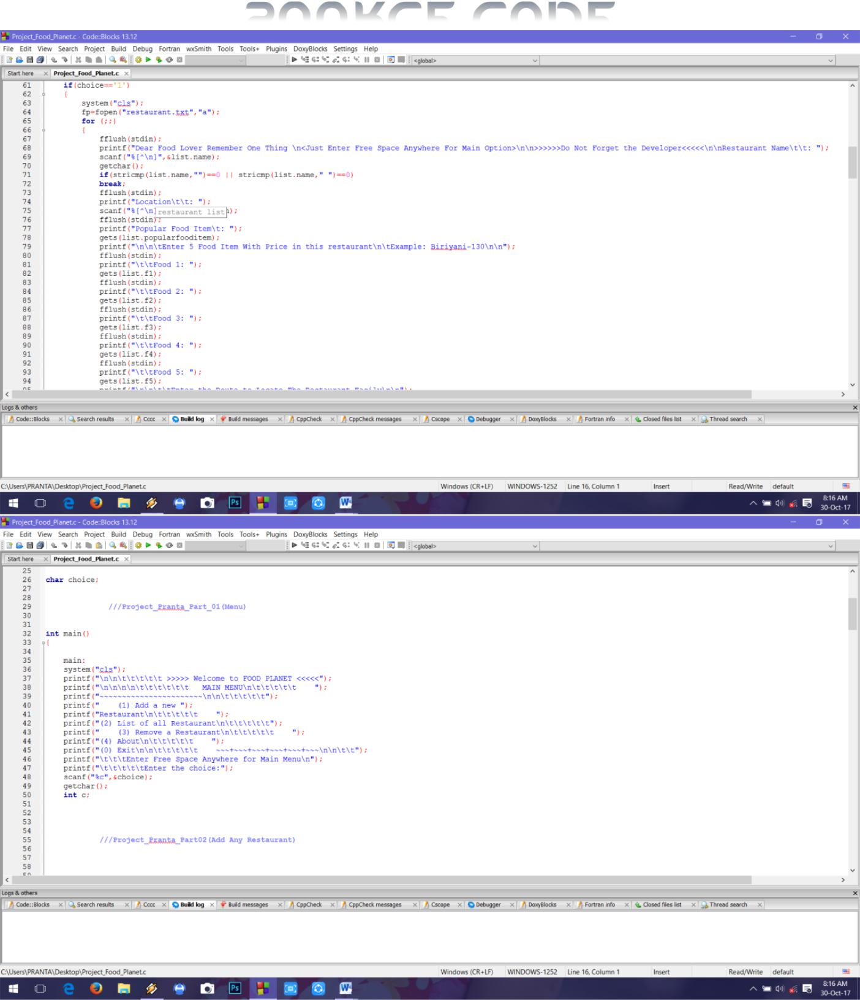 SOURCE CODE
Project_Food_Planet.c - Code::Blocks 13.12
File Edit View Search Project Build Debug Fortran wxSmith Tools Tools+ Plugins DoxyBlocks Settings Help
<global>
Start here Project_Food_Planet.c
61 if(choice=='1')
62 {
63 system("cls");
64 fp=fopen("restaurant.txt","a");
65 for (;;)
66 {
67 fflush(stdin);
68 printf("Dear Food Lover Remember One Thing \n<Just Enter Free Space Anywhere For Main Option>\n\n>>>>>>Do Not Forget the Developer<<<<<\n\nRestaurant Name\t\t: ");
69 scanf("%[^\n]",&list.name);
70 getchar();
71 if(stricmp(list.name,"")==0 || stricmp(list.name," ")==0)
72 break;
73 fflush(stdin);
74 printf("Location\t\t: ");
75 scanf("%[^\n] restaurant list );
76 fflush(stdin);
77 printf("Popular Food Item\t: ");
78 gets(list.popularfooditem);
79 printf("\n\n\tEnter 5 Food Item With Price in this restaurant\n\tExample: Biriyani-130\n\n");
80 fflush(stdin);
81 printf("\t\tFood 1: ");
82 gets(list.f1);
83 fflush(stdin);
84 printf("\t\tFood 2: ");
85 gets(list.f2);
86 fflush(stdin);
87 printf("\t\tFood 3: ");
88 gets(list.f3);
89 fflush(stdin);
90 printf("\t\tFood 4: ");
91 gets(list.f4);
92 fflush(stdin);
93 printf("\t\tFood 5: ");
94 gets(list.f5);
95 printf("\n\n\t\tEnter the Route to Locate The Restaurant Easily\n\n");
Logs & others
Code::Blocks Search results Cccc Build log Build messages CppCheck CppCheck messages Cscope Debugger DoxyBlocks Fortran info Closed files list Thread search
C:\Users\PRANTA\Desktop\Project_Food_Planet.c Windows (CR+LF) WINDOWS-1252 Line 16, Column 1 Insert Read/Write default
Ps W 8:16 AM
30-Oct-17
Project_Food_Planet.c - Code::Blocks 13.12
File Edit View Search Project Build Debug Fortran wxSmith Tools Tools+ Plugins DoxyBlocks Settings Help
<global>
Start here Project_Food_Planet.c
25
26 char choice;
27
28
29 ///Project_Pranta_Part_01(Menu)
30
31
32 int main()
33 {
34
35 main:
36 system("cls");
37 printf("\n\n\t\t\t\t\t >>>>> Welcome to FOOD PLANET <<<<<");
38 printf("\n\n\n\n\t\t\t\t\t\t   MAIN MENU\n\t\t\t\t\t    ");
39 printf("~~~~~~~~~~~~~~~~~~~~~~~\n\n\t\t\t\t\t");
40 printf("    (1) Add a new ");
41 printf("Restaurant\n\t\t\t\t\t    ");
42 printf("(2) List of all Restaurant\n\t\t\t\t\t");
43 printf("    (3) Remove a Restaurant\n\t\t\t\t\t    ");
44 printf("(4) About\n\t\t\t\t\t    ");
45 printf("(0) Exit\n\n\t\t\t\t\t    ~~~+~~~+~~~+~~~+~~~+~~~\n\n\t\t");
46 printf("\t\t\tEnter Free Space Anywhere for Main Menu\n");
47 printf("\t\t\t\t\tEnter the choice:");
48 scanf("%c",&choice);
49 getchar();
50 int c;
51
52
53
54
55 ///Project_Pranta_Part02(Add Any Restaurant)
56
57
58
59
Logs & others
Code::Blocks Search results Cccc Build log Build messages CppCheck CppCheck messages Cscope Debugger DoxyBlocks Fortran info Closed files list Thread search
C:\Users\PRANTA\Desktop\Project_Food_Planet.c Windows (CR+LF) WINDOWS-1252 Line 16, Column 1 Insert Read/Write default
Ps W 8:16 AM
30-Oct-17